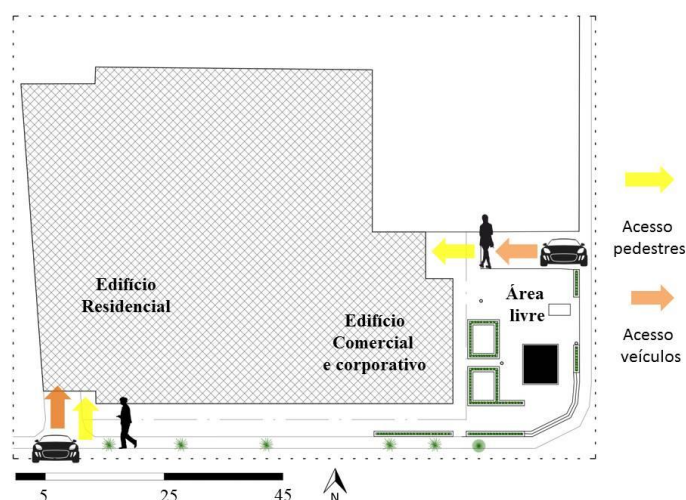 Edifício
Residencial
Edifício
Comercial
e corporativo
Área
livre
Acesso
pedestres
Acesso
veículos
5 25 45
N